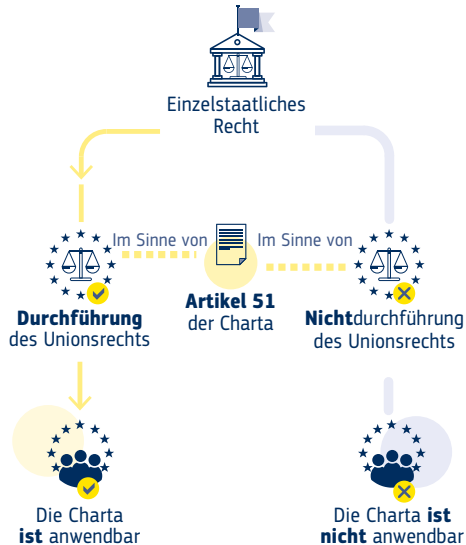 Einzelstaatliches
Recht
Im Sinne von
Im Sinne von
Artikel 51
der Charta
Durchführung
des Unionsrechts
Nichtdurchführung
des Unionsrechts
Die Charta
ist anwendbar
Die Charta ist
nicht anwendbar